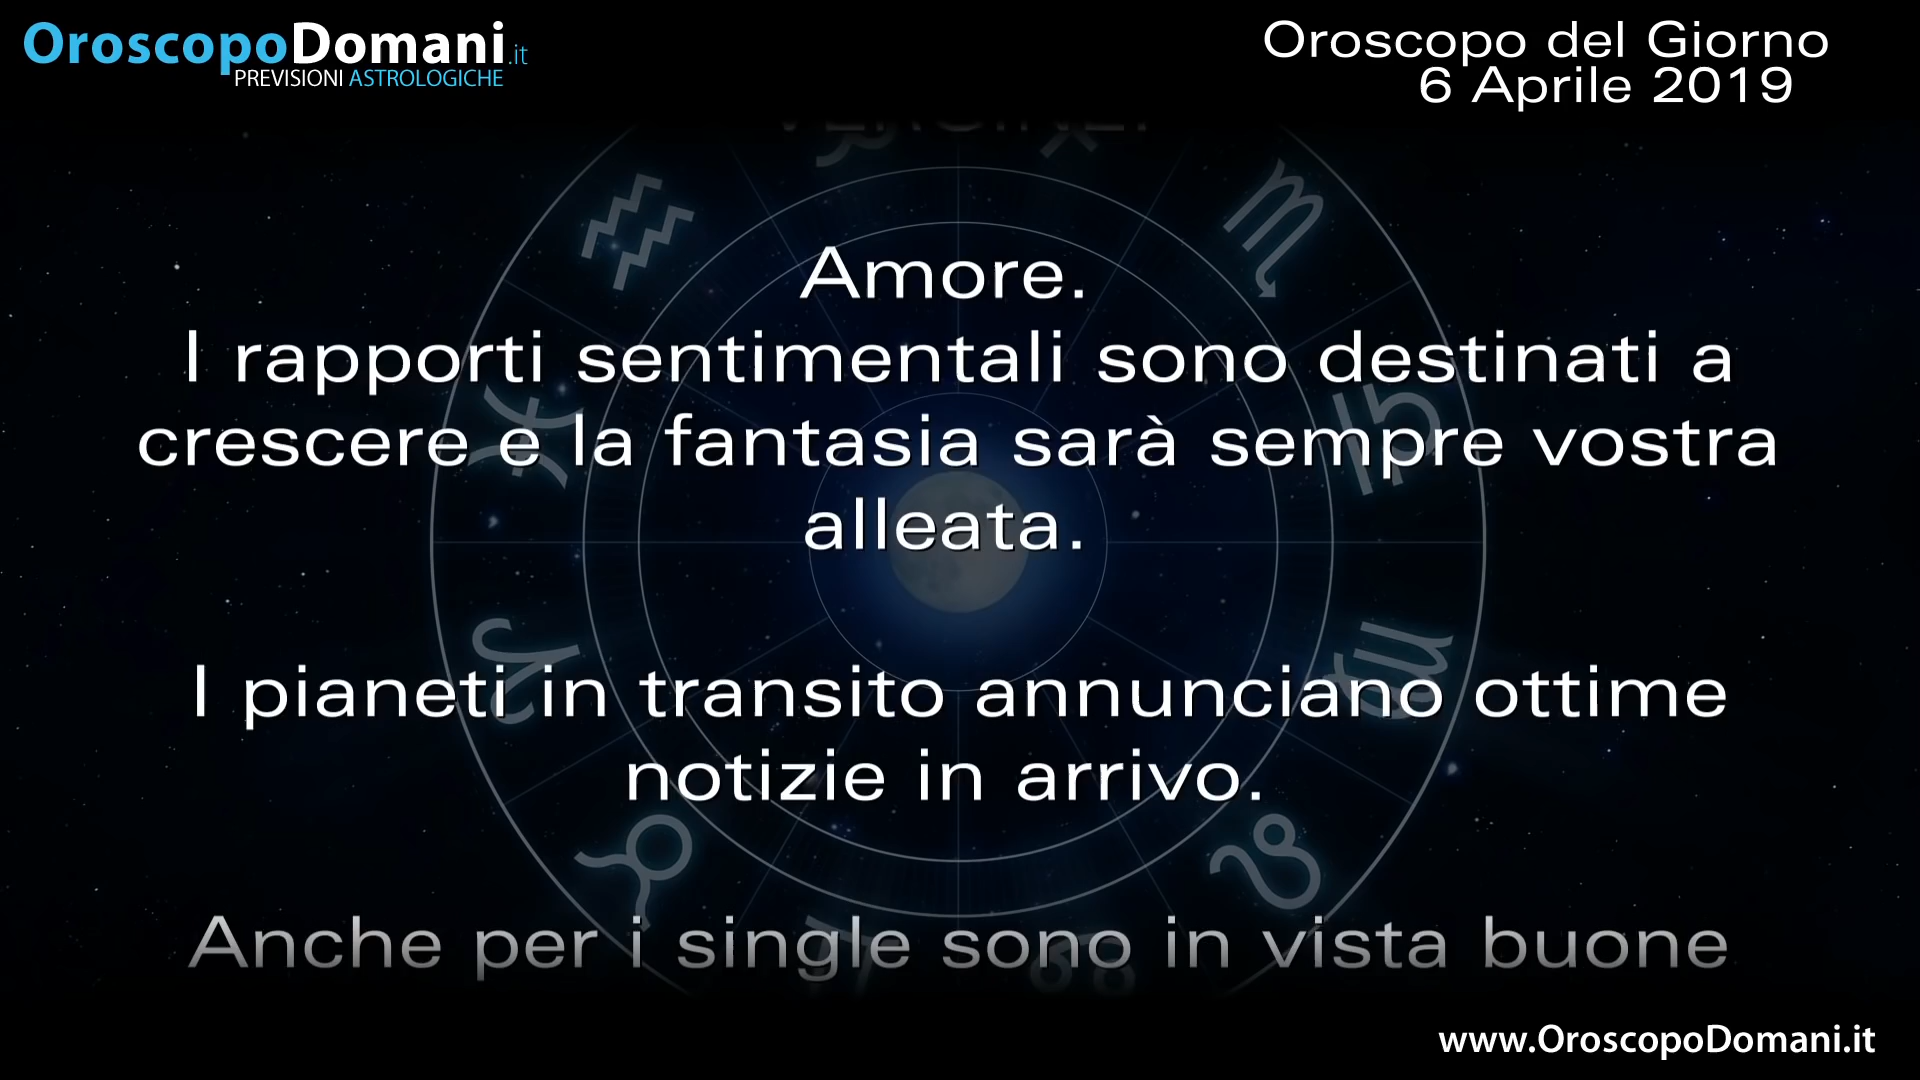 OroscopoDomani.it
PREVISIONI ASTROLOGICHE
Oroscopo del Giorno
6 Aprile 2019
VERGINE.
Amore.
I rapporti sentimentali sono destinati a
crescere e la fantasia sarà sempre vostra
alleata.
I pianeti in transito annunciano ottime
notizie in arrivo.
Anche per i single sono in vista buone
www.OroscopoDomani.it